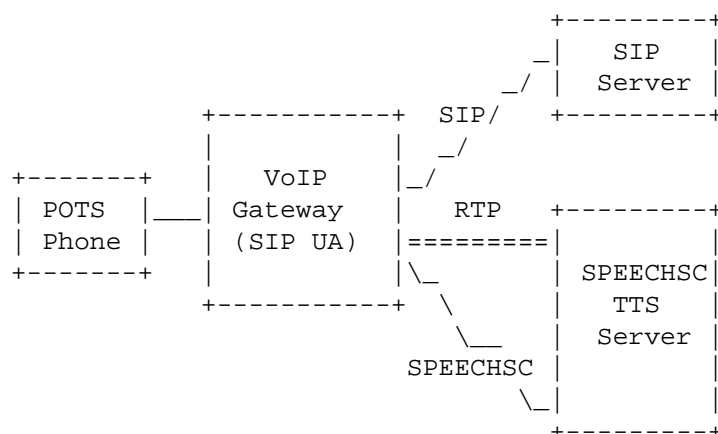 SIP
Server
SIP
VoIP
POTS Gateway RTP
Phone (SIP UA)
SPEECHSC
TTS
Server
SPEECHSC